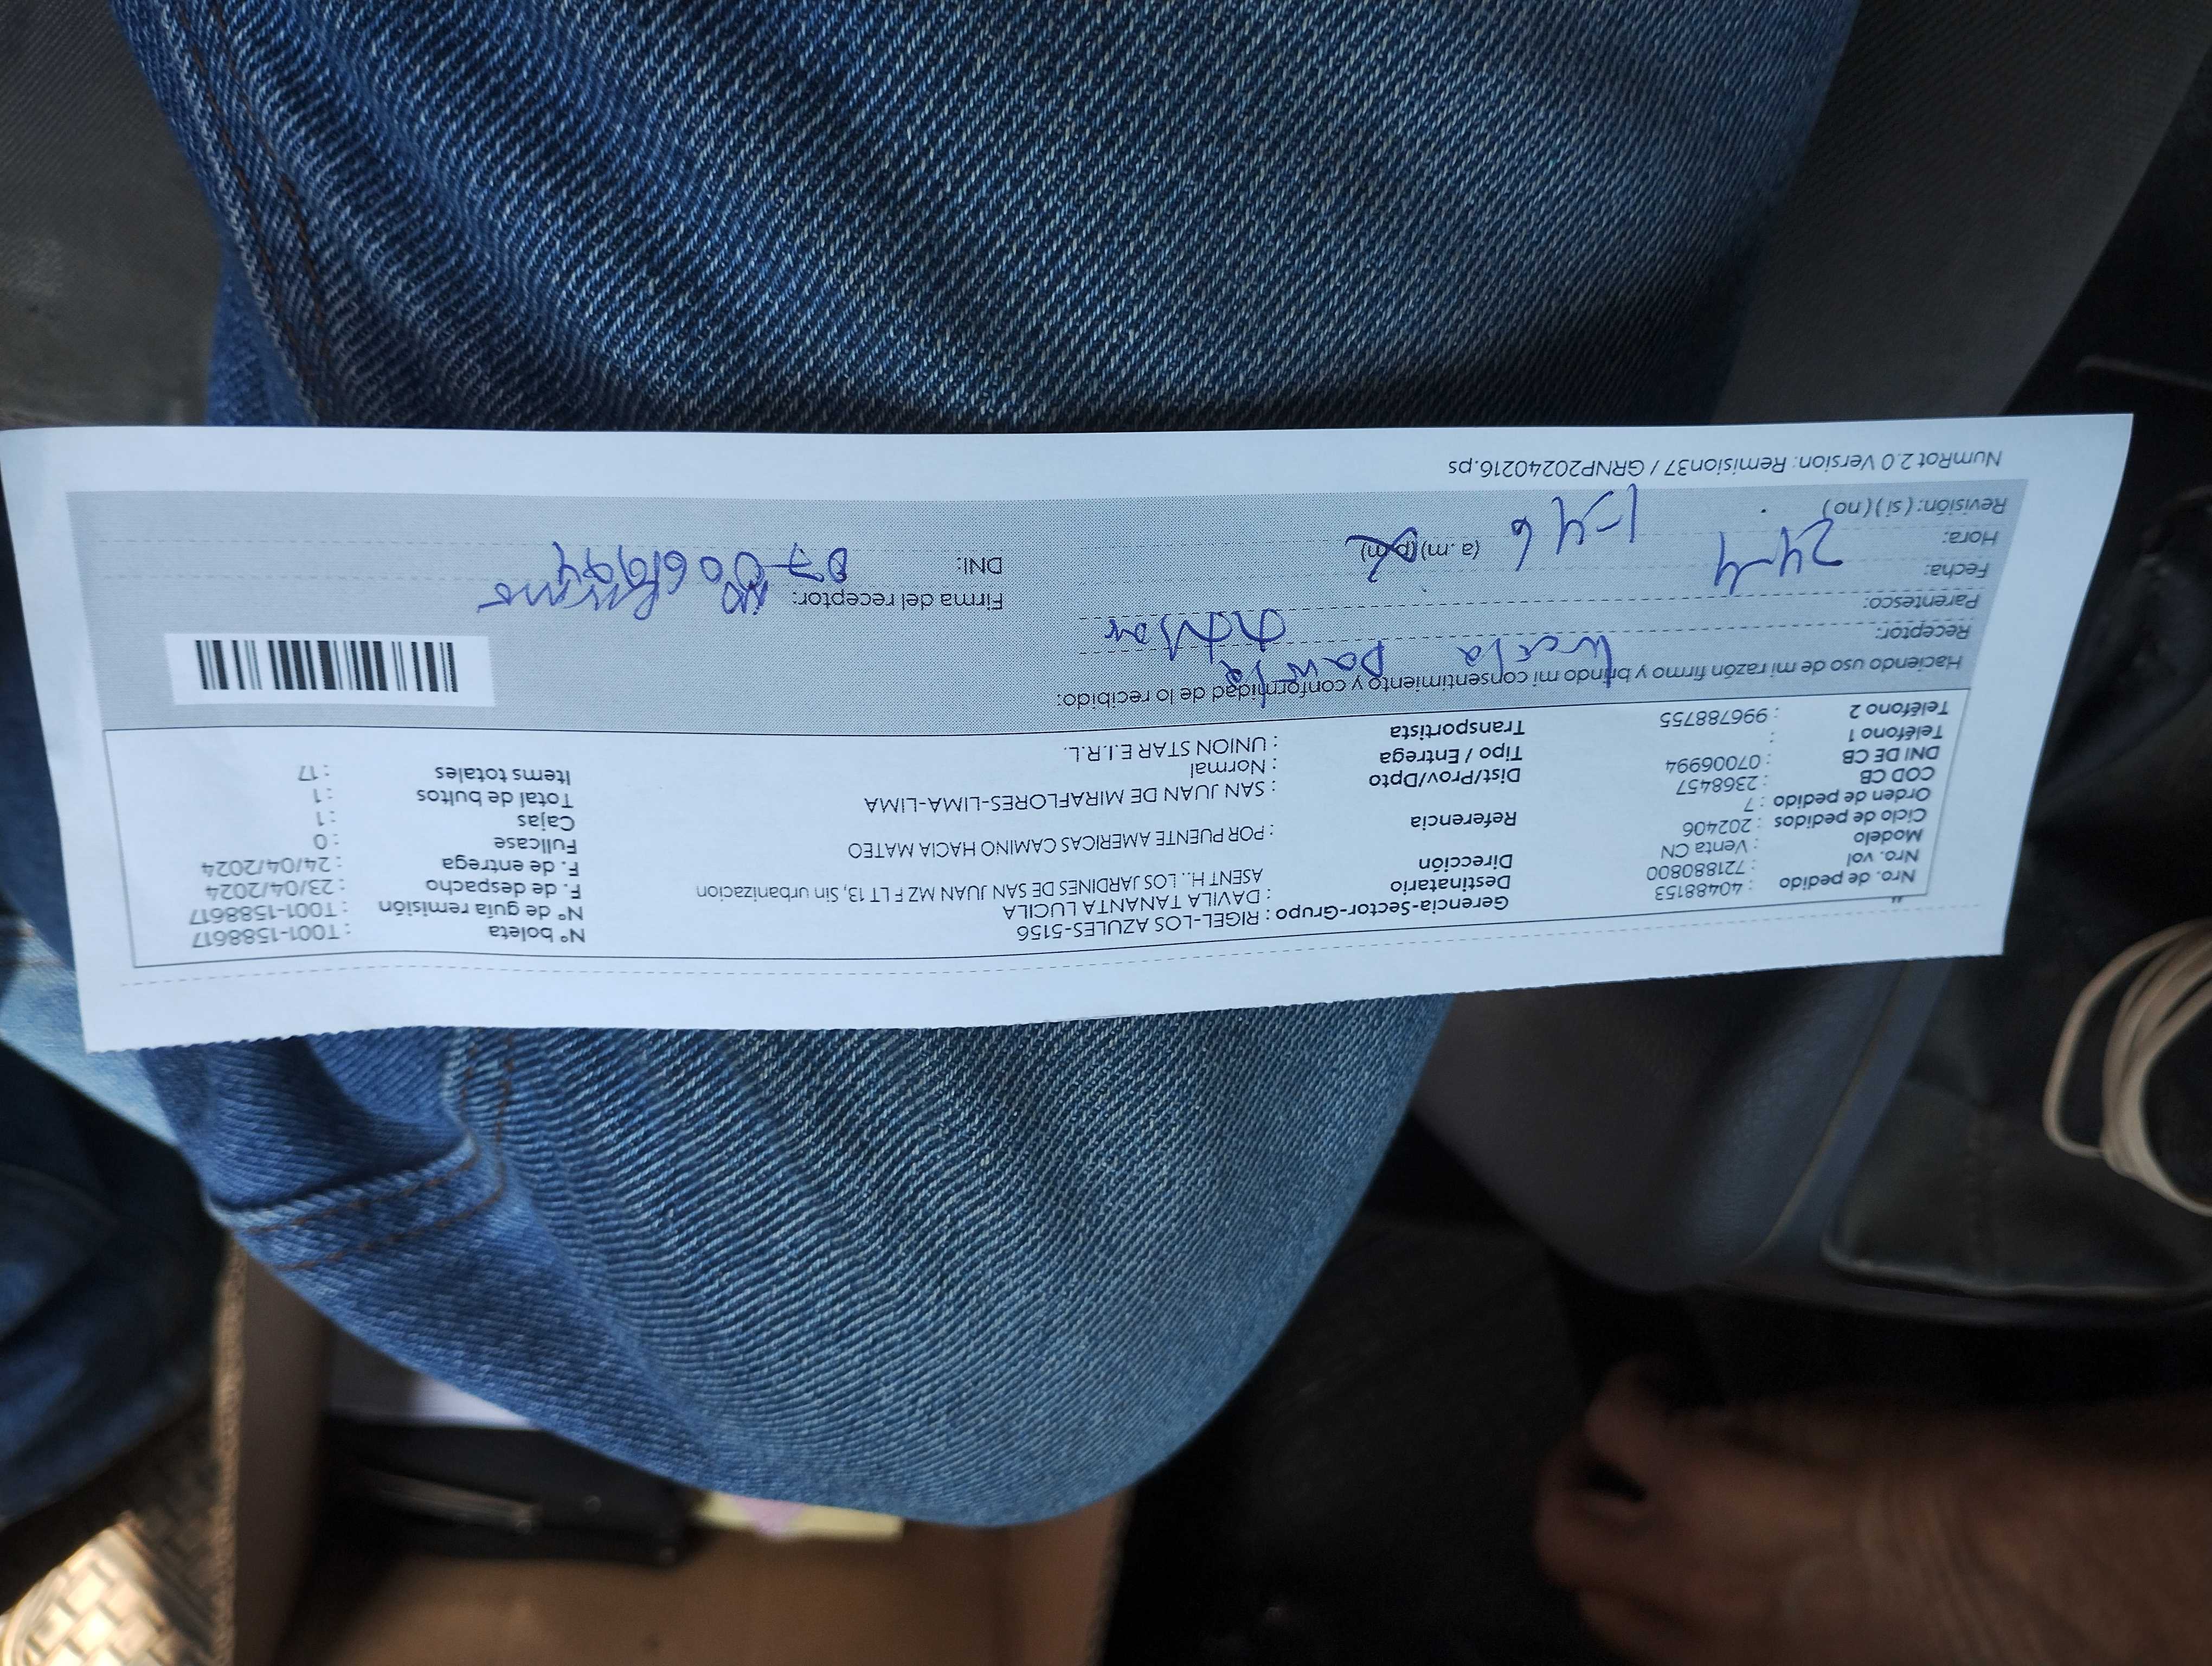 Nº boleta : T001-1588617
Nº de guía remisión : T001-1588617
F. de despacho : 23/04/2024
F. de entrega : 24/04/2024
Fullcase : 0
Cajas : 1
Total de bultos : 1
Items totales : 17
Gerencia-Sector-Grupo : RIGEL-LOS AZULES-5156
Destinatario : DAVILA TANANTA LUCILA
Dirección : ASENT H.. LOS JARDINES DE SAN JUAN MZ F LT 13, Sin urbanizacion
Referencia : POR PUENTE AMERICAS CAMINO HACIA MATEO
Dist/Prov/Dpto : SAN JUAN DE MIRAFLORES-LIMA-LIMA
Tipo / Entrega : Normal
Transportista : UNION STAR E.I.R.L.
Nro. de pedido : 40488153
Nro. vol : 721880800
Modelo : Venta CN
Ciclo de pedidos : 202406
Orden de pedido : 7
COD CB : 2368457
DNI DE CB : 07006994
Teléfono 1 :
Teléfono 2 : 996788755
Haciendo uso de mi razón firmo y brindo mi consentimiento y conformidad de lo recibido:
Receptor: Lucila Davila
Parentesco:
Fecha: 24-4
Hora: 1-46 (a. m) (p. m)
Revisión: ( si ) ( no )
Firma del receptor:
DNI: 07006994
NumRot 2.0 Version: Remision37 / GRNP20240216.ps